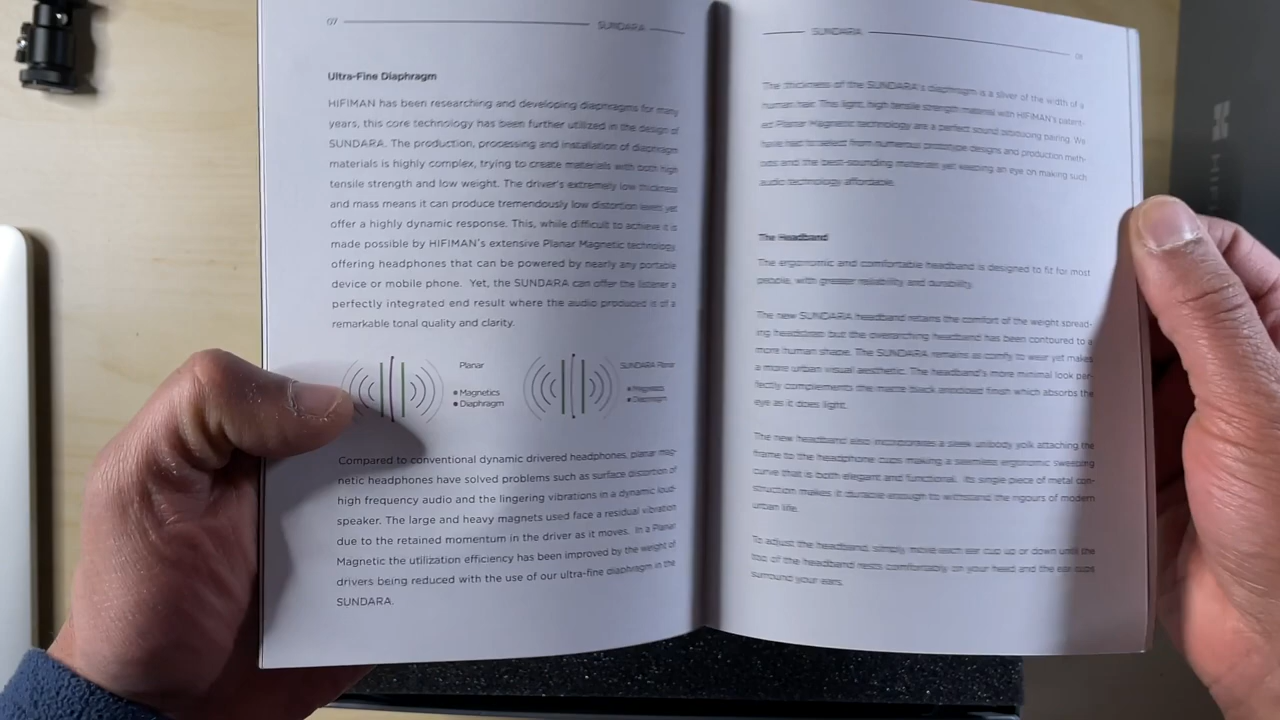 07 SUNDARA
Ultra-Fine Diaphragm
HIFIMAN has been researching and developing diaphragms for many
years, this core technology has been further utilized in the design of
SUNDARA. The production, processing and installation of diaphragm
materials is highly complex, trying to create materials with both high
tensile strength and low weight. The driver's extremely low thickness
and mass means it can produce tremendously low distortion levels yet
offer a highly dynamic response. This, while difficult to achieve it is
made possible by HIFIMAN's extensive Planar Magnetic technology
offering headphones that can be powered by nearly any portable
device or mobile phone. Yet, the SUNDARA can offer the listener a
perfectly integrated end result where the audio produced is of a
remarkable tonal quality and clarity.
Planar
Magnetics
Diaphragm
SUNDARA Planar
Magnetics
Diaphragm
Compared to conventional dynamic drivered headphones, planar mag-
netic headphones have solved problems such as surface distortion of
high frequency audio and the lingering vibrations in a dynamic loud-
speaker. The large and heavy magnets used face a residual vibration
due to the retained momentum in the driver as it moves. In a Planar
Magnetic the utilization efficiency has been improved by the weight of
drivers being reduced with the use of our ultra-fine diaphragm in the
SUNDARA.
SUNDARA 08
The thickness of the SUNDARA's diaphragm is a sliver of the width of a
human hair. This light, high tensile strength material with HIFIMAN's patent-
ed Planar Magnetic technology are a perfect sound producing pairing. We
have had to select from numerous prototype designs and production meth-
ods and the best-sounding materials yet keeping an eye on making such
audio technology affordable.
The Headband
The ergonomic and comfortable headband is designed to fit for most
people, with greater reliability and durability.
The new SUNDARA headband retains the comfort of the weight spread-
ing headdown but the overarching headband has been contoured to a
more human shape. The SUNDARA remains as comfy to wear yet makes
a more urban visual aesthetic. The headband's more minimal look per-
fectly complements the matte black anodized finish which absorbs the
eye as it does light.
The new headband also incorporates a sleek unibody yolk attaching the
frame to the headphone cups making a seamless ergonomic sweeping
curve that is both elegant and functional. Its single piece of metal con-
struction makes it durable enough to withstand the rigours of modern
urban life.
To adjust the headband, simply move each ear cup up or down until the
top of the headband rests comfortably on your head and the ear cups
surround your ears.